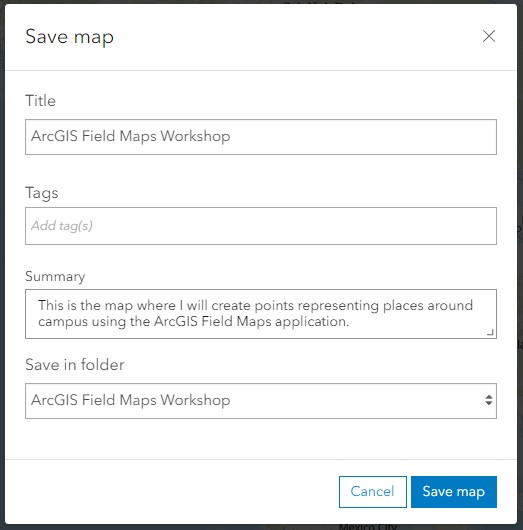 Save map
Title
ArcGIS Field Maps Workshop
Tags
Add tag(s)
Summary
This is the map where I will create points representing places around
campus using the ArcGIS Field Maps application.
Save in folder
ArcGIS Field Maps Workshop
Cancel
Save map
Mexico City